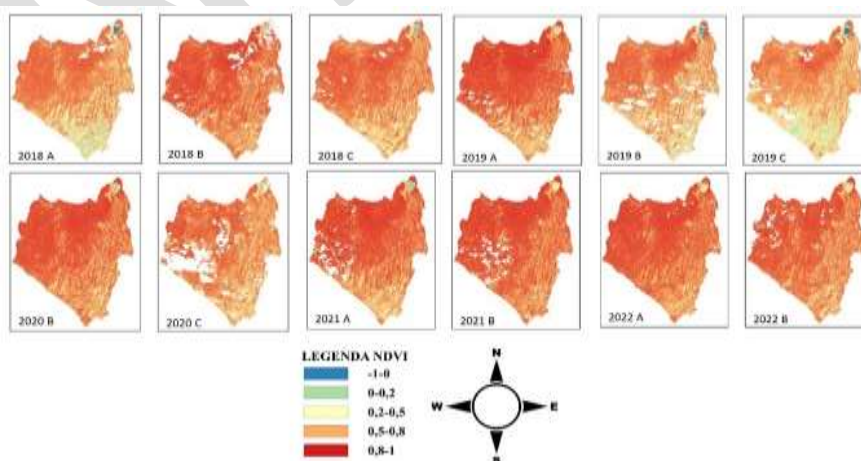 2018 A
2018 B
2018 C
2019 A
2019 B
2019 C
2020 B
2020 C
2021 A
2021 B
2022 A
2022 B
LEGENDA NDVI
-1-0
0-0,2
0,2-0,5
0,5-0,8
0,8-1
N
W
E